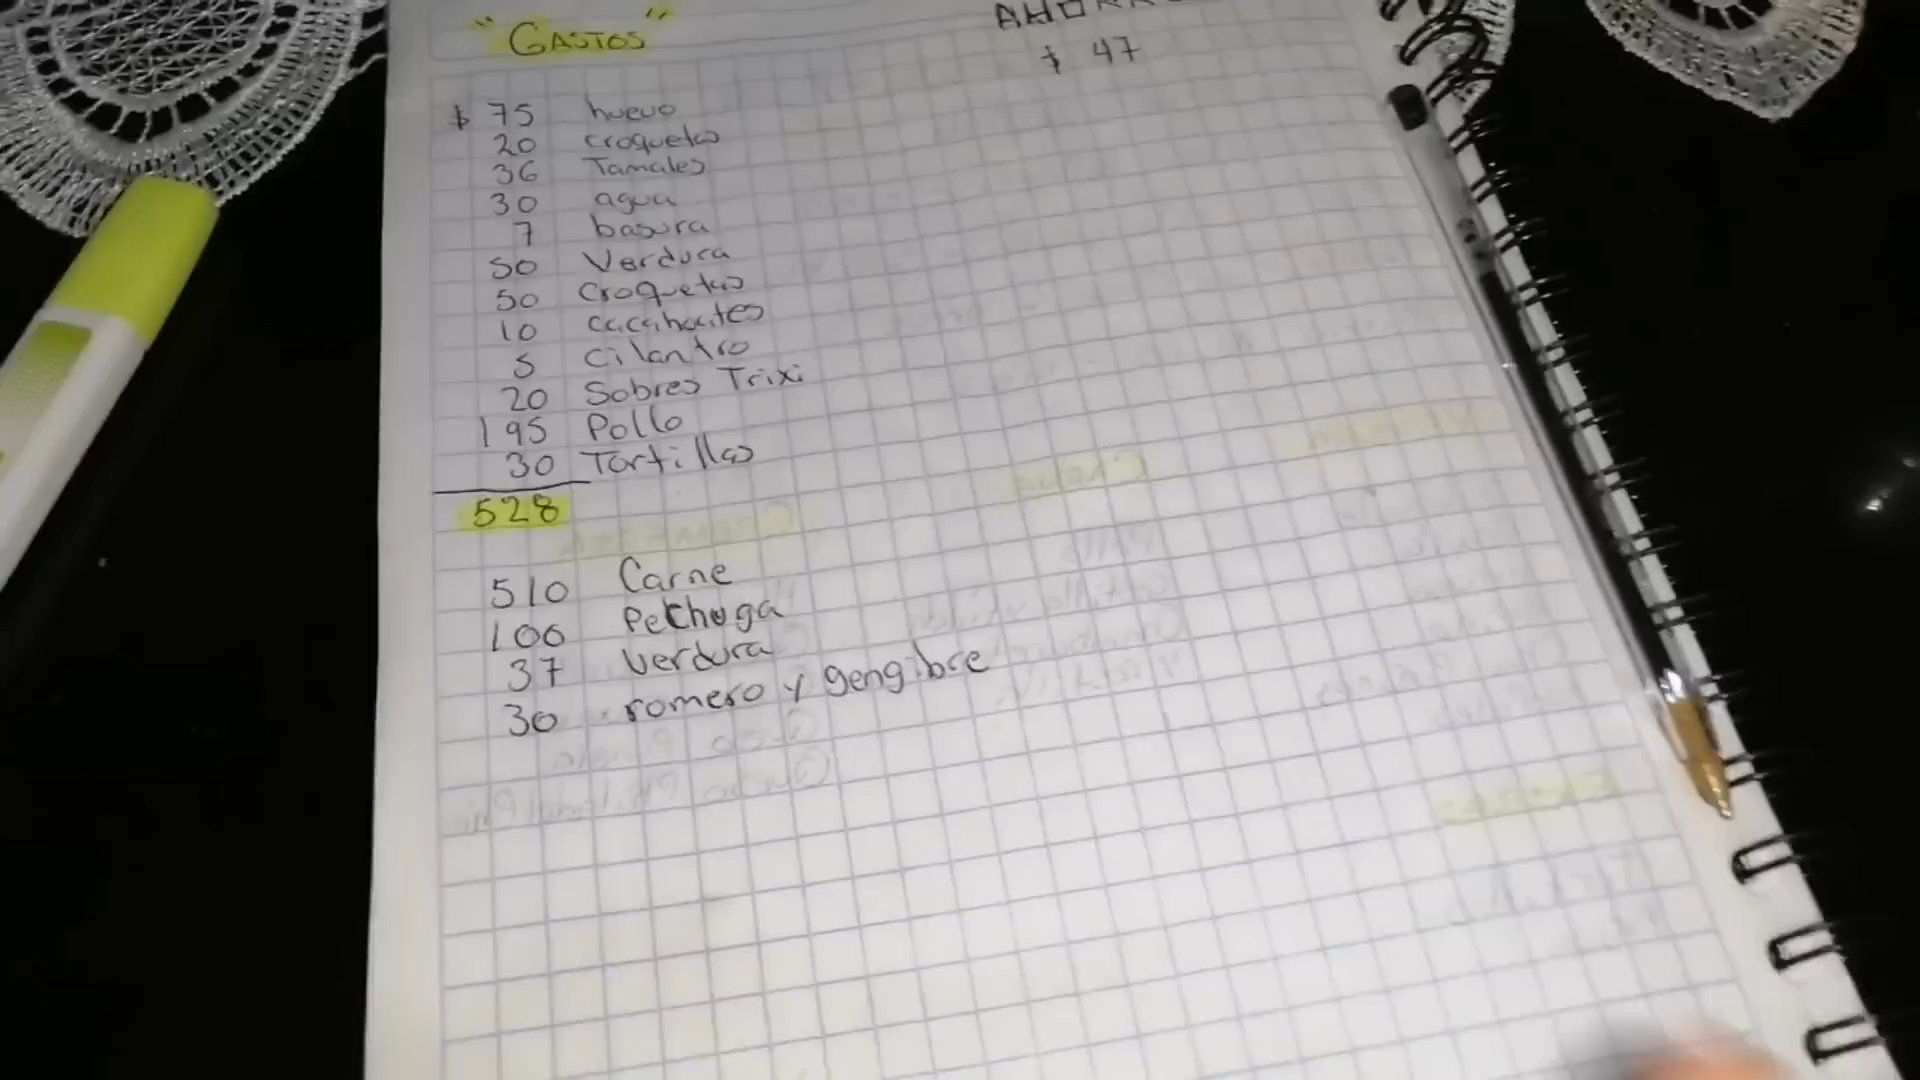 "GASTOS"
$ 47
$ 75 huevo
20 croquetas
36 Tamales
30 agua
7 basura
50 Verdura
50 Croquetas
10 cacahuates
5 Cilantro
20 Sobres Trixi
195 Pollo
30 Tortillas
528
510 Carne
100 Pechuga
37 Verdura
30 romero y gengibre